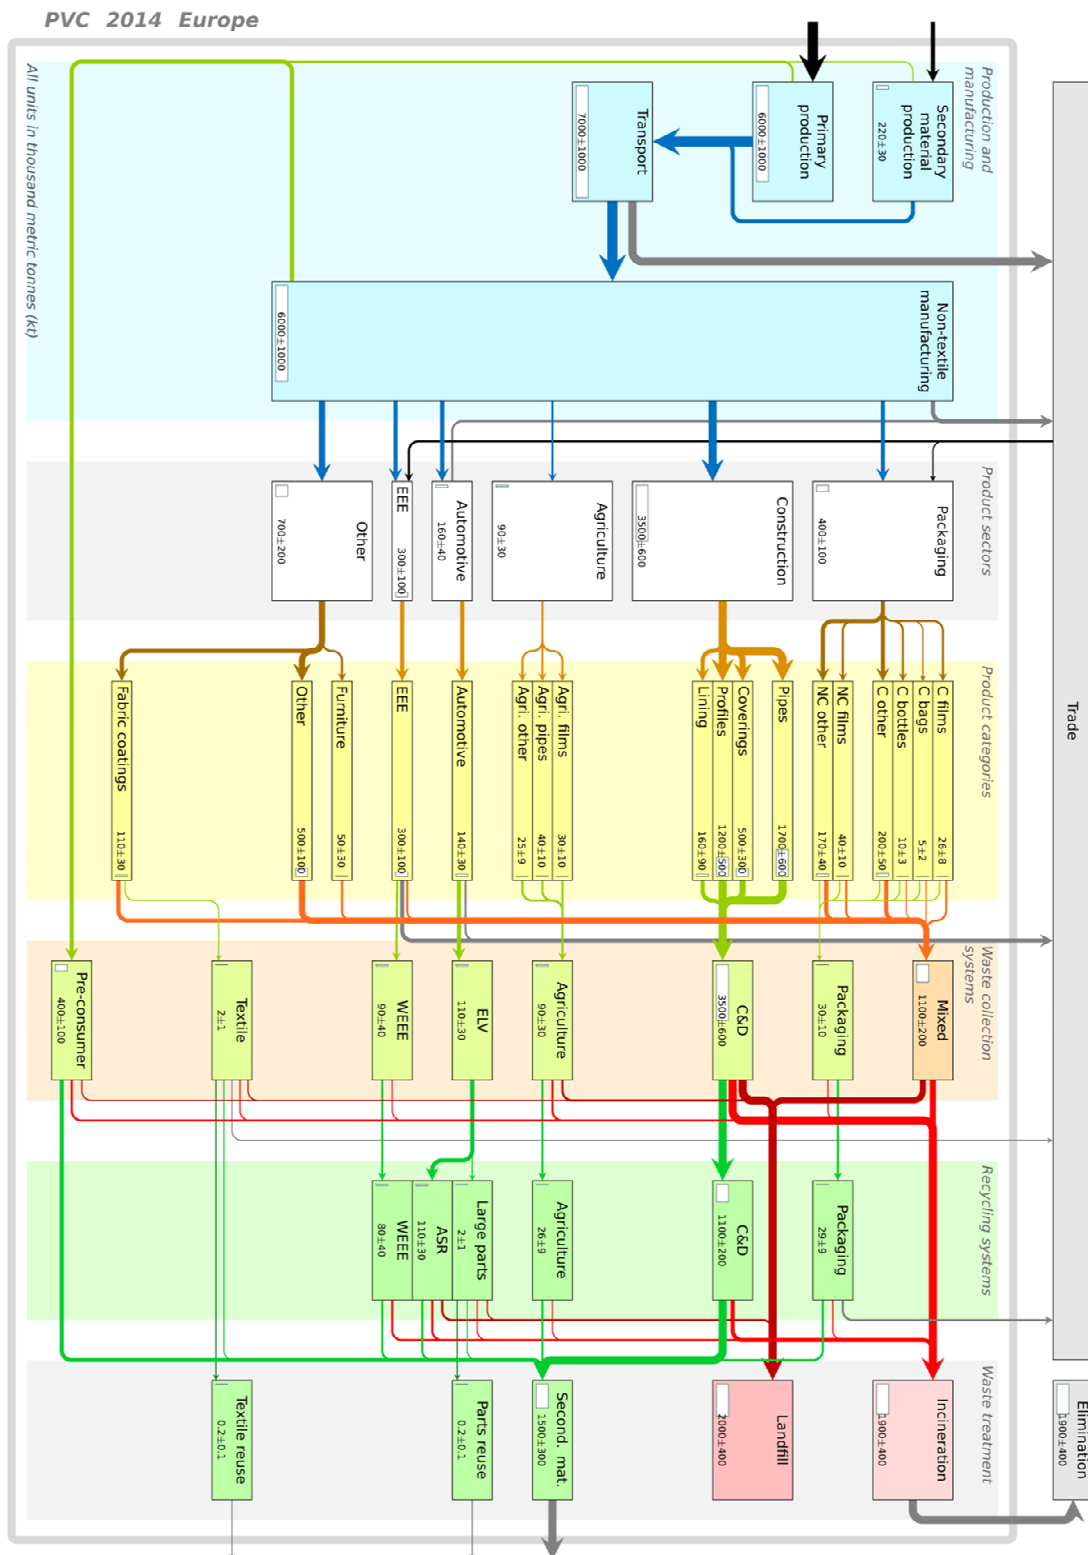 PVC 2014 Europe
All units in thousand metric tonnes (kt)
Production and
manufacturing
Secondary
material
production
220±30
Primary
production
6000±1000
Transport
7000±1000
Non-textile
manufacturing
6000±1000
Trade
Product sectors
Packaging
400±100
Construction
3500±600
Agriculture
90±30
Automotive
160±40
EEE
300±100
Other
700±200
Product categories
C films
26±8
C bags
5±2
C bottles
10±3
C other
200±50
NC films
40±10
NC other
170±40
Pipes
1700±600
Coverings
500±300
Profiles
1200±500
Lining
160±90
Agri. films
30±10
Agri. pipes
40±10
Agri. other
25±9
Automotive
140±30
EEE
300±100
Furniture
50±30
Other
500±100
Fabric coatings
110±30
Waste collection
systems
Mixed
1100±200
Packaging
30±10
C&D
3500±600
Agriculture
90±30
ELV
110±30
WEEE
90±40
Textile
2±1
Pre-consumer
400±100
Recycling systems
Packaging
29±9
C&D
1100±200
Agriculture
26±9
Large parts
2±1
ASR
110±30
WEEE
80±40
Waste treatment
Incineration
1900±400
Landfill
2000±400
Second. mat.
1500±300
Parts reuse
0.2±0.1
Textile reuse
0.2±0.1
Elimination
1900±400